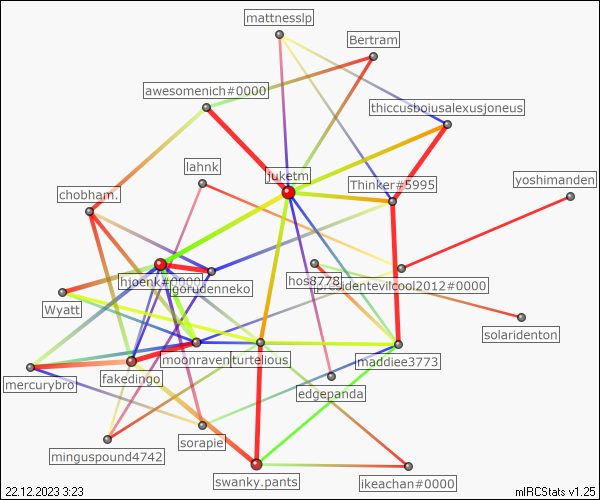 mattnesslp
Bertram
awesomenich#0000
thiccusboiusalexusjoneus
lahnk
juketm
Thinker#5995
yoshimanden
chobham.
hjoenk#0000
gorudenneko
hos8778
presidentevilcool2012#0000
Wyatt
solaridenton
moonraven
turtelious
maddiee3773
mercurybro
fakedingo
edgepanda
sorapie
minguspound4742
swanky.pants
ikeachan#0000
22.12.2023 3:23
mIRCStats v1.25